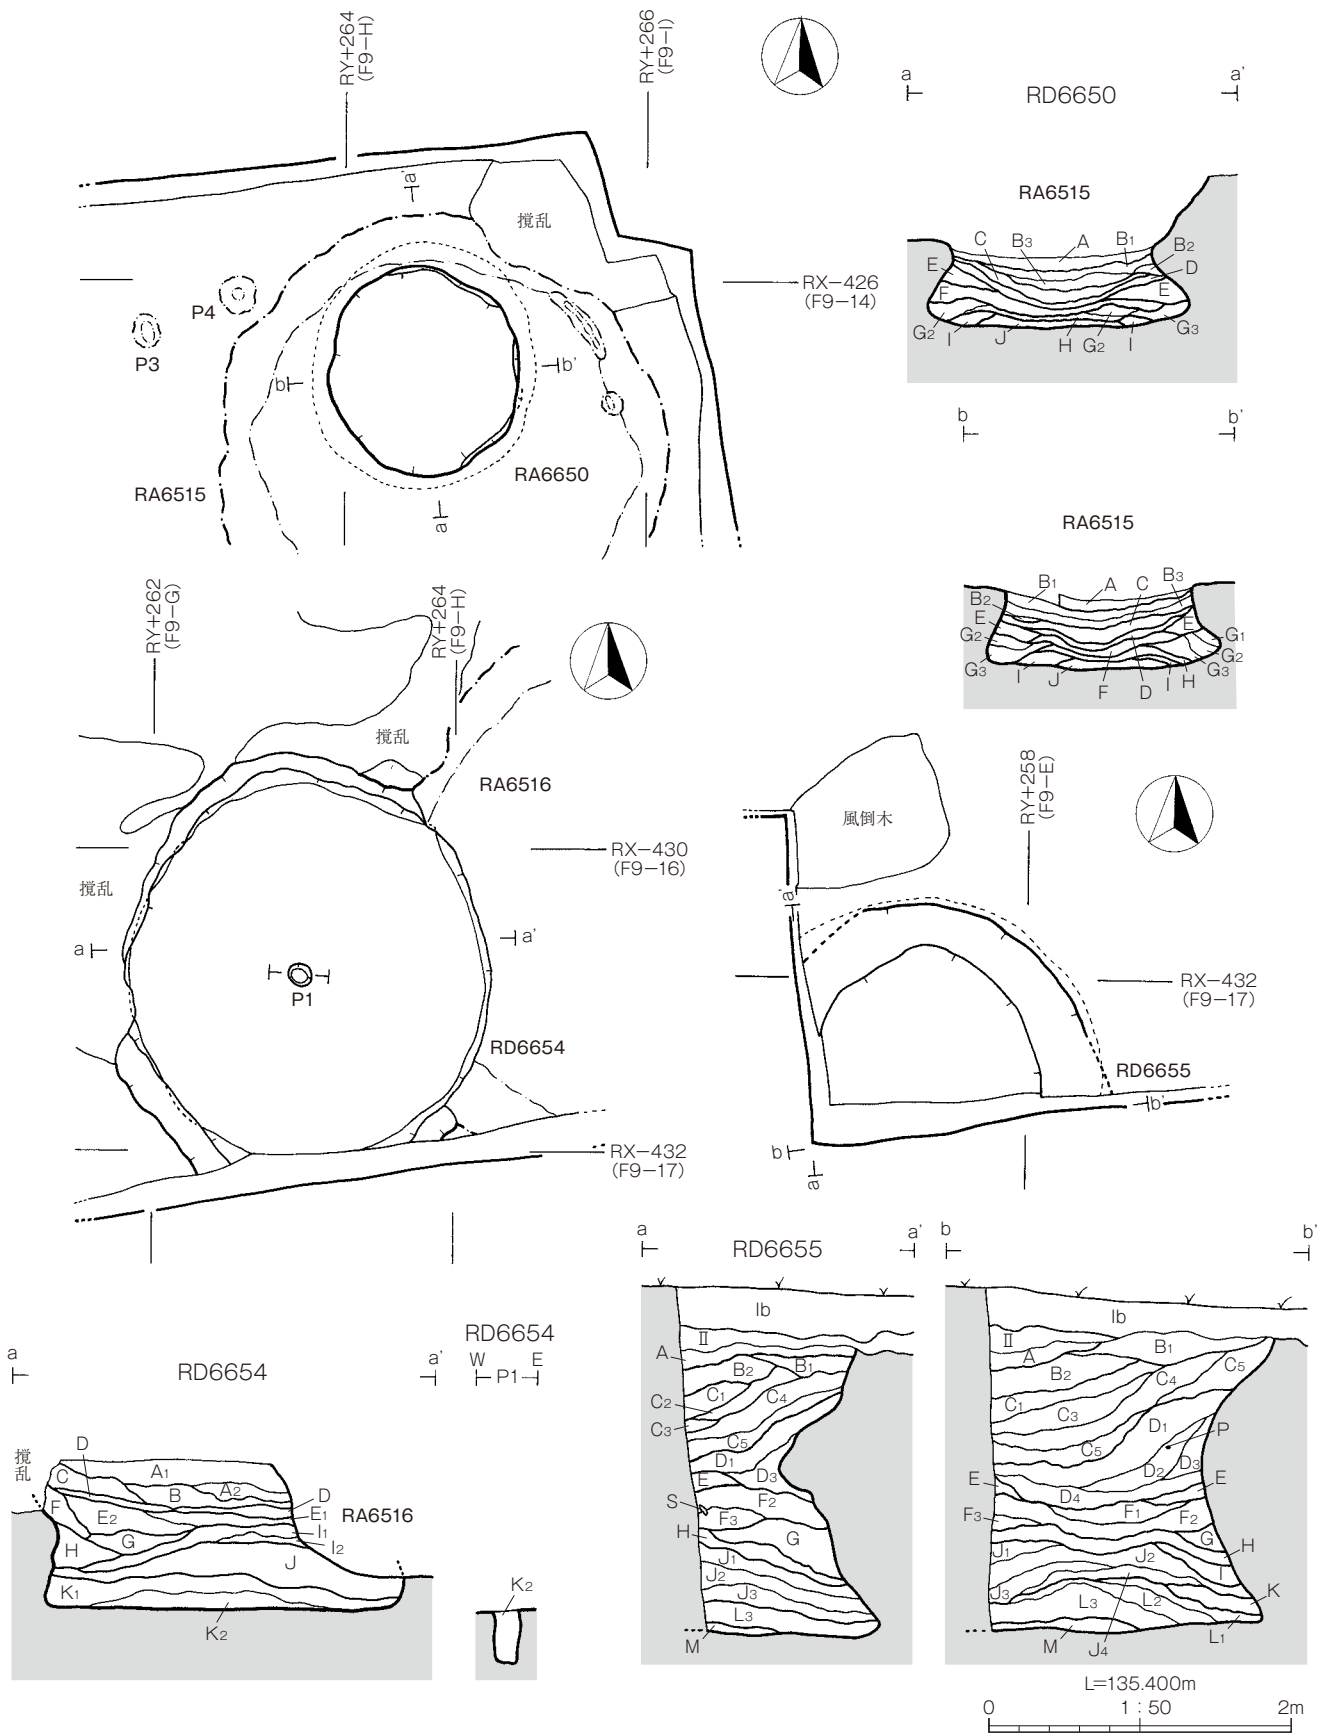 RY+264
(F9-H)
RY+266
(F9-I)
a
a'
RD6650
RA6515
C
B3
A
B1
B2
D
E
F
E
G2
I
J
H
G2
I
G3
a'
撹乱
P4
P3
RX-426
(F9-14)
b
b'
RA6515
RA6650
a
b
b'
RA6515
B1
A
C
B3
B2
E
E
G2
G1
G2
G3
G3
I
J
F
D
I
H
RY+262
(F9-G)
RY+264
(F9-H)
撹乱
RA6516
撹乱
RX-430
(F9-16)
a
a'
P1
RD6654
RX-432
(F9-17)
RY+258
(F9-E)
風倒木
a'
RX-432
(F9-17)
RD6655
b'
b
a
RD6654
a
a'
撹乱
D
C
A1
B
A2
D
F
E2
E1
RA6516
I1
I2
H
G
J
K1
K2
RD6654
W
E
P1
K2
a
RD6655
a'
Ib
II
A
B2
B1
C1
C4
C2
C3
C5
D1
D3
E
F2
S
F3
G
H
J1
J2
J3
L3
M
b
b'
Ib
II
A
B1
B2
C5
C4
C1
C3
D1
P
C5
D2
D3
E
E
D4
F3
F1
F2
G
J1
J2
H
I
J3
K
L3
L2
L1
M
J4
L=135.400m
0
1:50
2m